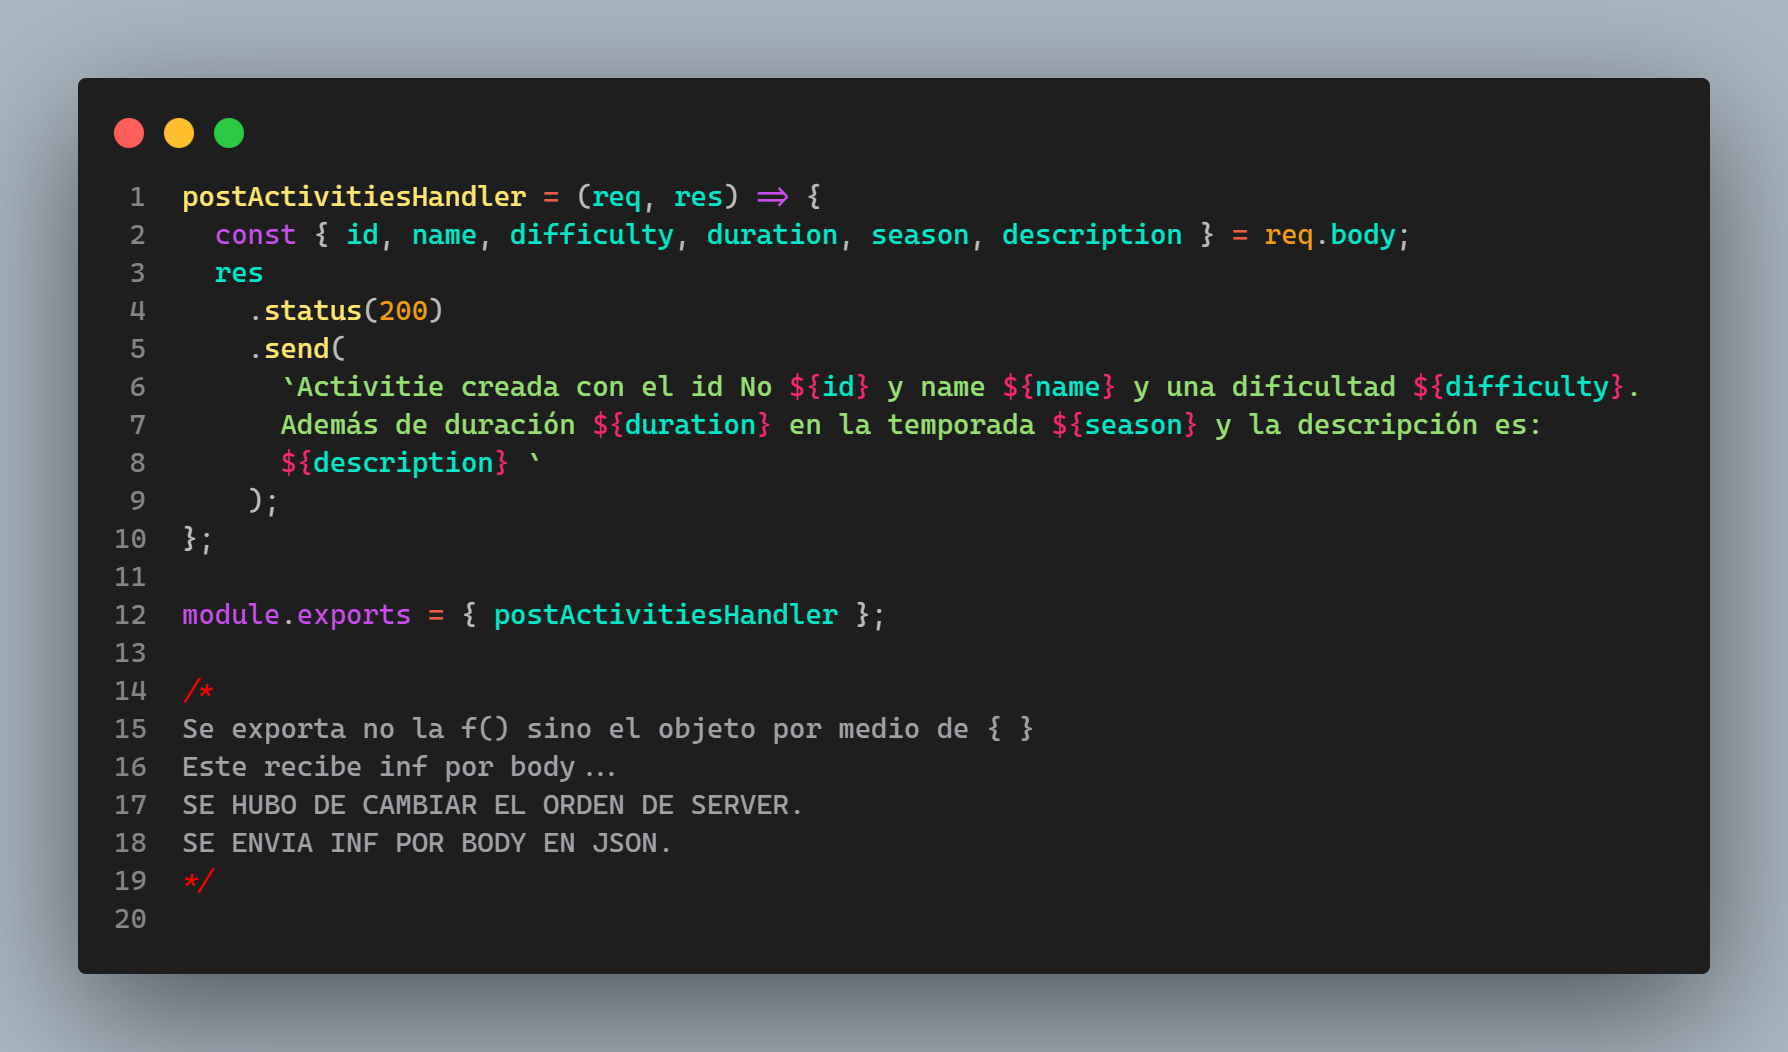 1 postActivitiesHandler = (req, res) => {
2 const { id, name, difficulty, duration, season, description } = req.body;
3 res
4 .status(200)
5 .send(
6 `Activitie creada con el id No ${id} y name ${name} y una dificultad ${difficulty}.
7 Además de duración ${duration} en la temporada ${season} y la descripción es:
8 ${description} `
9 );
10 };
11
12 module.exports = { postActivitiesHandler };
13
14 /*
15 Se exporta no la f() sino el objeto por medio de { }
16 Este recibe inf por body...
17 SE HUBO DE CAMBIAR EL ORDEN DE SERVER.
18 SE ENVIA INF POR BODY EN JSON.
19 */
20